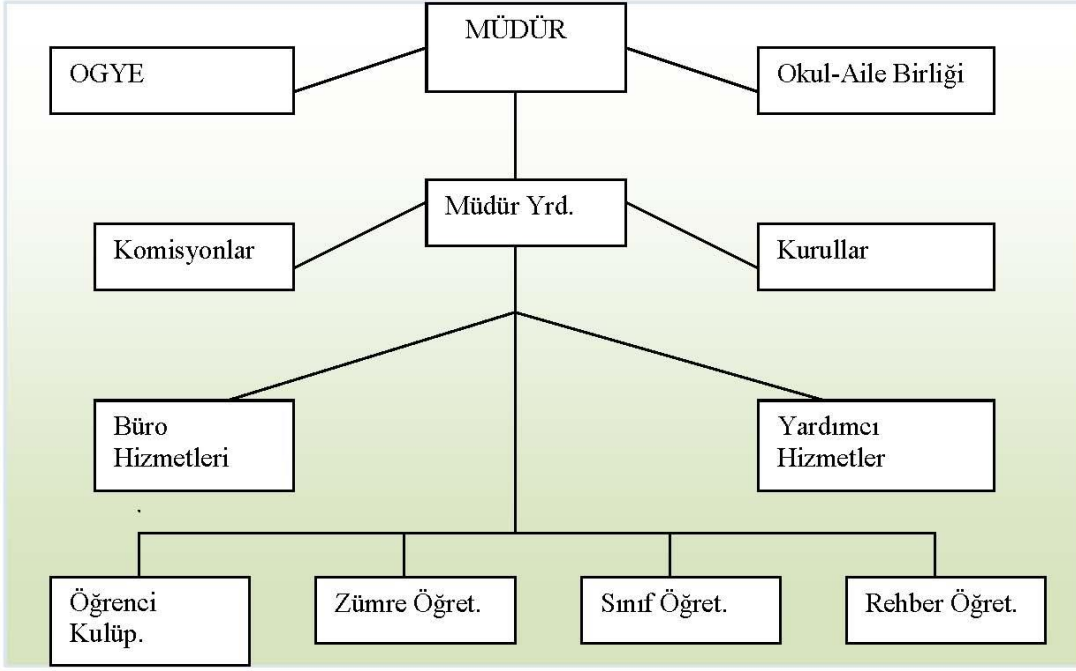 MÜDÜR
OGYE
Okul-Aile Birliği
Müdür Yrd.
Komisyonlar
Kurullar
Büro
Hizmetleri
Yardımcı
Hizmetler
Öğrenci
Kulüp.
Zümre Öğret.
Sınıf Öğret.
Rehber Öğret.